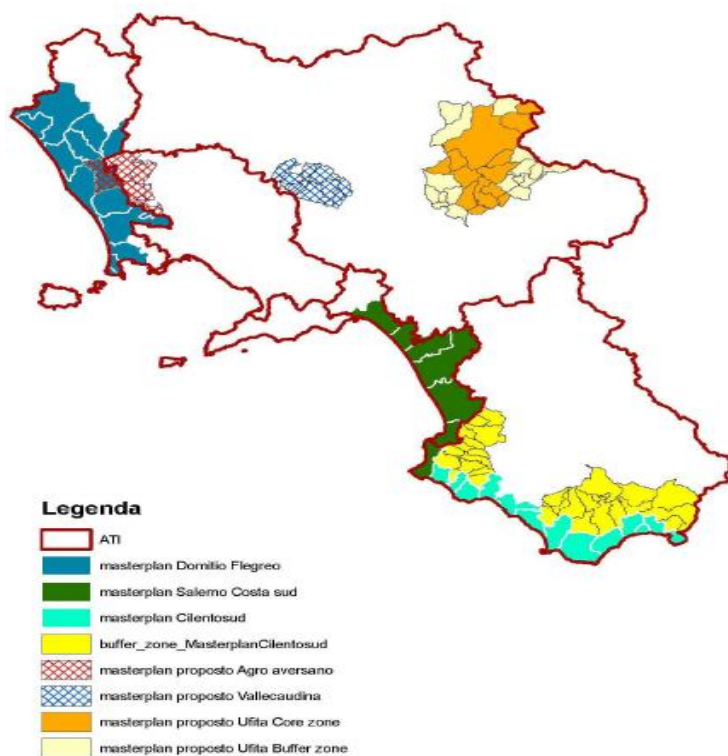 Legenda
ATI
masterplan Domitio Flegreo
masterplan Salerno Costa sud
masterplan Cilentosud
buffer_zone_MasterplanCilentosud
masterplan proposto Agro aversano
masterplan proposto Vallecaudina
masterplan proposto Ufita Core zone
masterplan proposto Ufita Buffer zone